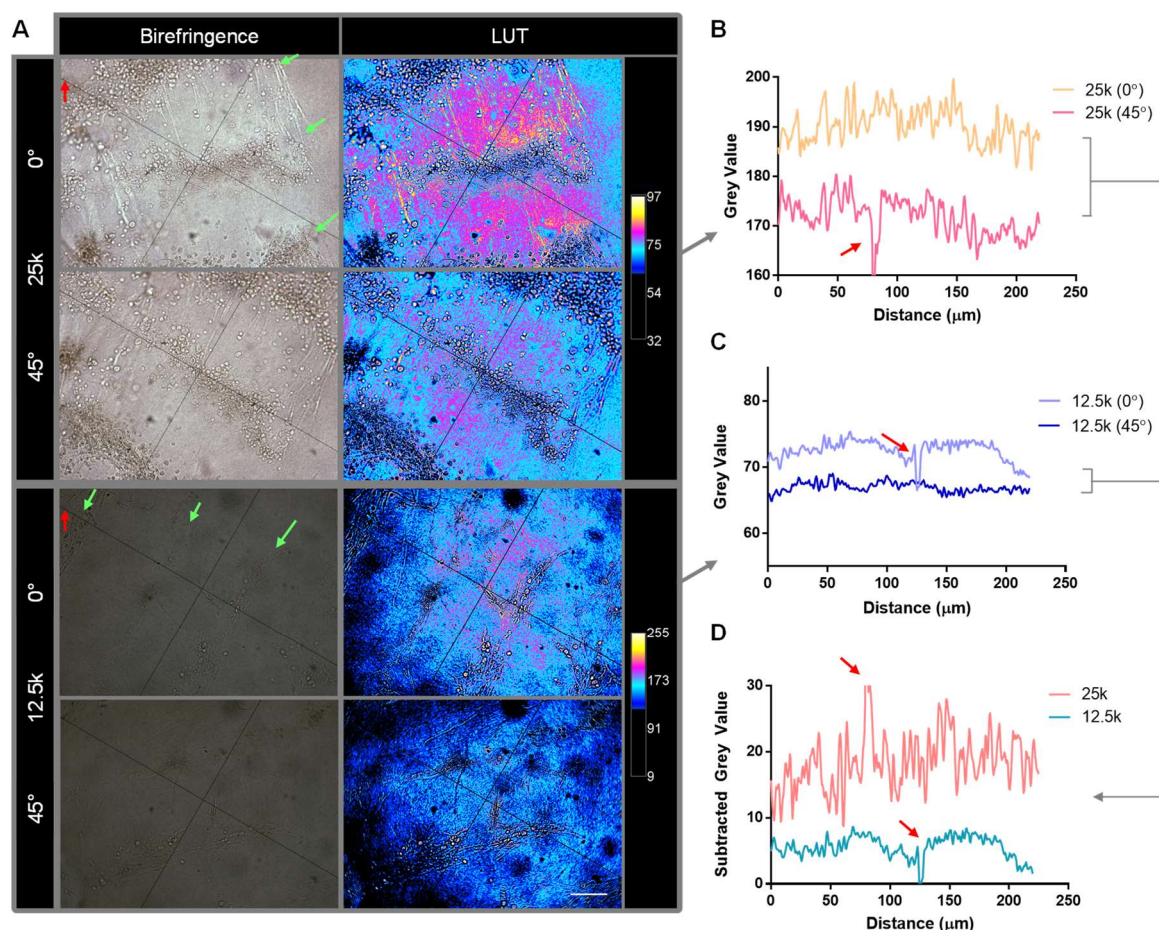 A
Birefringence
LUT
25k
0°
45°
97
75
54
32
12.5k
0°
45°
255
173
91
9
B
200
190
180
170
160
Grey Value
0
50
100
150
200
250
Distance (μm)
25k (0°)
25k (45°)
C
80
70
60
Grey Value
0
50
100
150
200
250
Distance (μm)
12.5k (0°)
12.5k (45°)
D
30
20
10
0
Subtracted Grey Value
0
50
100
150
200
250
Distance (μm)
25k
12.5k